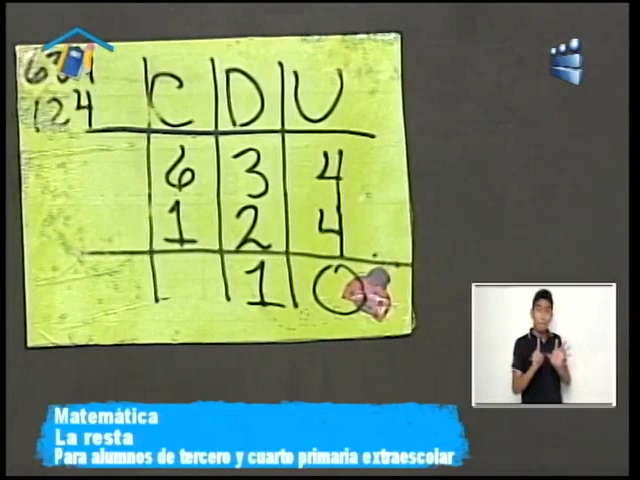 124
C D U
6 3 4
1 2 4
1 0
Matemática
La resta
Para alumnos de tercero y cuarto primaria extraescolar